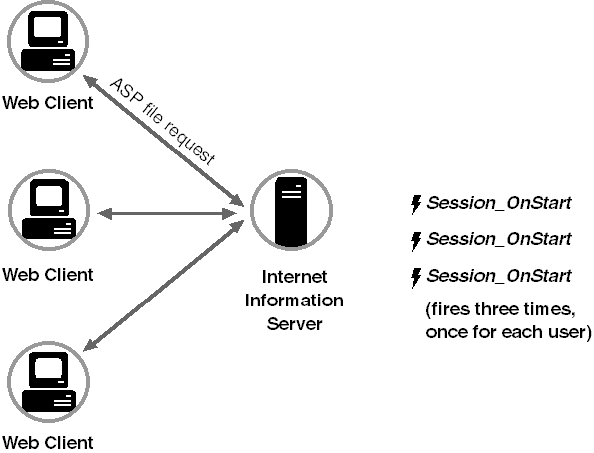 Web Client
ASP file request
Web Client
Internet
Information
Server
Session_OnStart
Session_OnStart
Session_OnStart
(fires three times,
once for each user)
Web Client